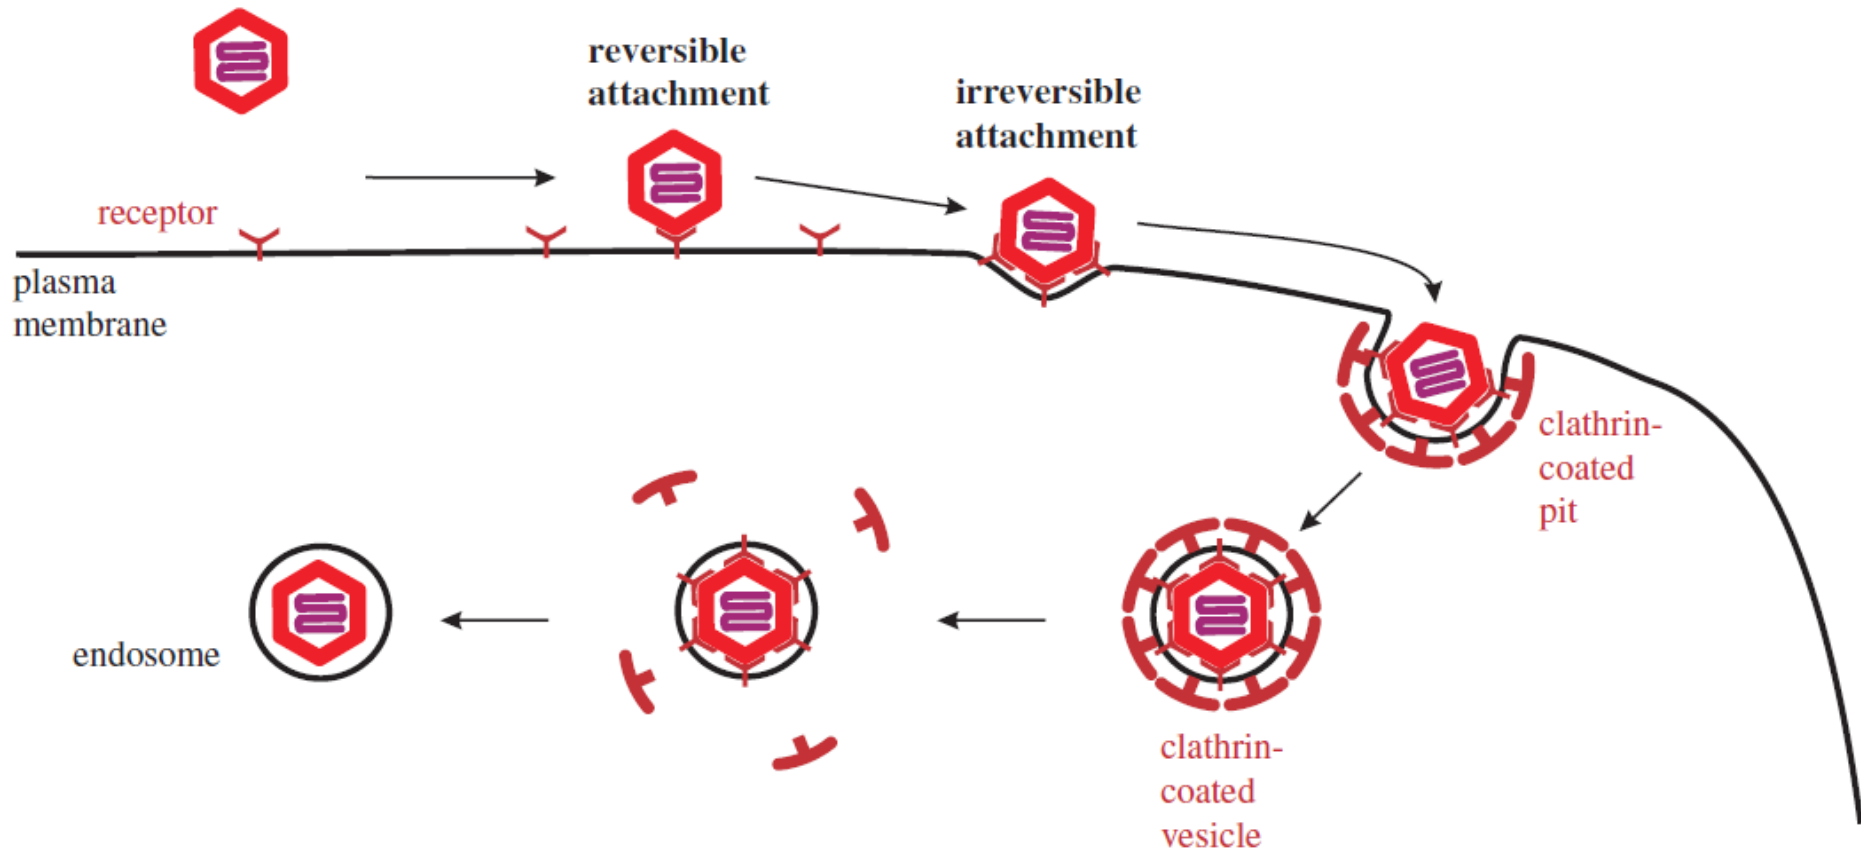 reversible
attachment
irreversible
attachment
receptor
plasma
membrane
clathrin-
coated
pit
endosome
clathrin-
coated
vesicle